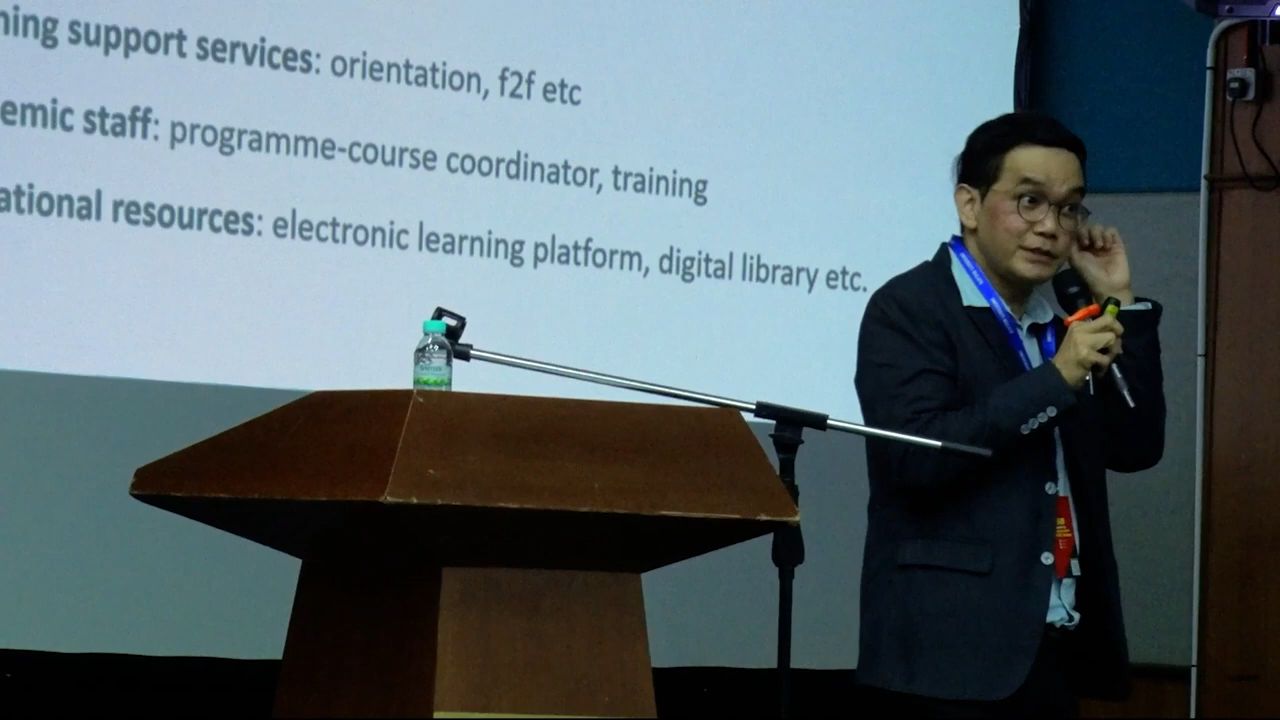 ning support services: orientation, f2f etc
emic staff: programme-course coordinator, training
ational resources: electronic learning platform, digital library etc.